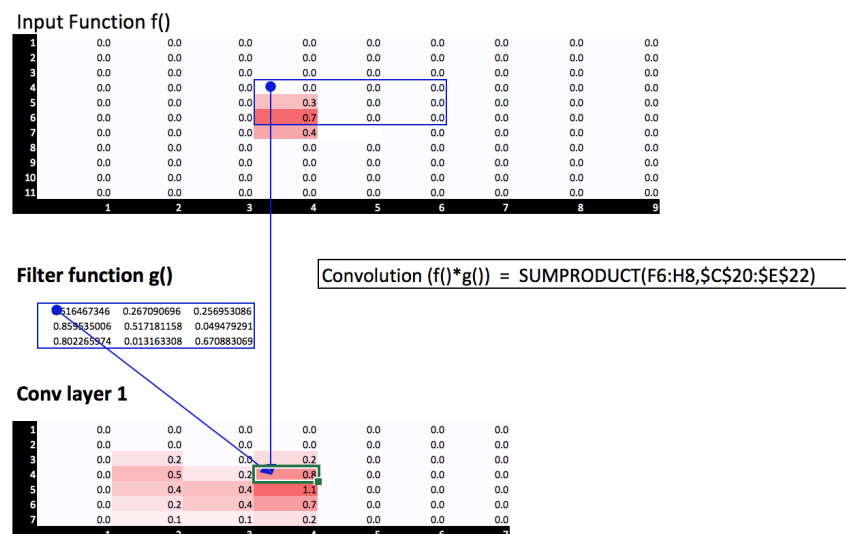 Input Function f()
1 0.0 0.0 0.0 0.0 0.0 0.0 0.0 0.0 0.0
2 0.0 0.0 0.0 0.0 0.0 0.0 0.0 0.0 0.0
3 0.0 0.0 0.0 0.0 0.0 0.0 0.0 0.0 0.0
4 0.0 0.0 0.0 0.0 0.0 0.0 0.0 0.0 0.0
5 0.0 0.0 0.0 0.3 0.0 0.0 0.0 0.0 0.0
6 0.0 0.0 0.0 0.7 0.0 0.0 0.0 0.0 0.0
7 0.0 0.0 0.0 0.4 0.0 0.0 0.0 0.0
8 0.0 0.0 0.0 0.0 0.0 0.0 0.0 0.0 0.0
9 0.0 0.0 0.0 0.0 0.0 0.0 0.0 0.0 0.0
10 0.0 0.0 0.0 0.0 0.0 0.0 0.0 0.0 0.0
11 0.0 0.0 0.0 0.0 0.0 0.0 0.0 0.0 0.0
1 2 3 4 5 6 7 8 9
Filter function g()
Convolution (f()*g()) = SUMPRODUCT(F6:H8,$C$20:$E$22)
516467346 0.267090696 0.256953086
0.859535006 0.517181158 0.049479291
0.802265974 0.013163308 0.670883069
Conv layer 1
1 0.0 0.0 0.0 0.0 0.0 0.0 0.0
2 0.0 0.0 0.0 0.0 0.0 0.0 0.0
3 0.0 0.2 0.0 0.2 0.0 0.0 0.0
4 0.0 0.5 0.2 0.8 0.0 0.0 0.0
5 0.0 0.4 0.4 1.1 0.0 0.0 0.0
6 0.0 0.2 0.4 0.7 0.0 0.0 0.0
7 0.0 0.1 0.1 0.2 0.0 0.0 0.0
1 2 3 4 5 6 7